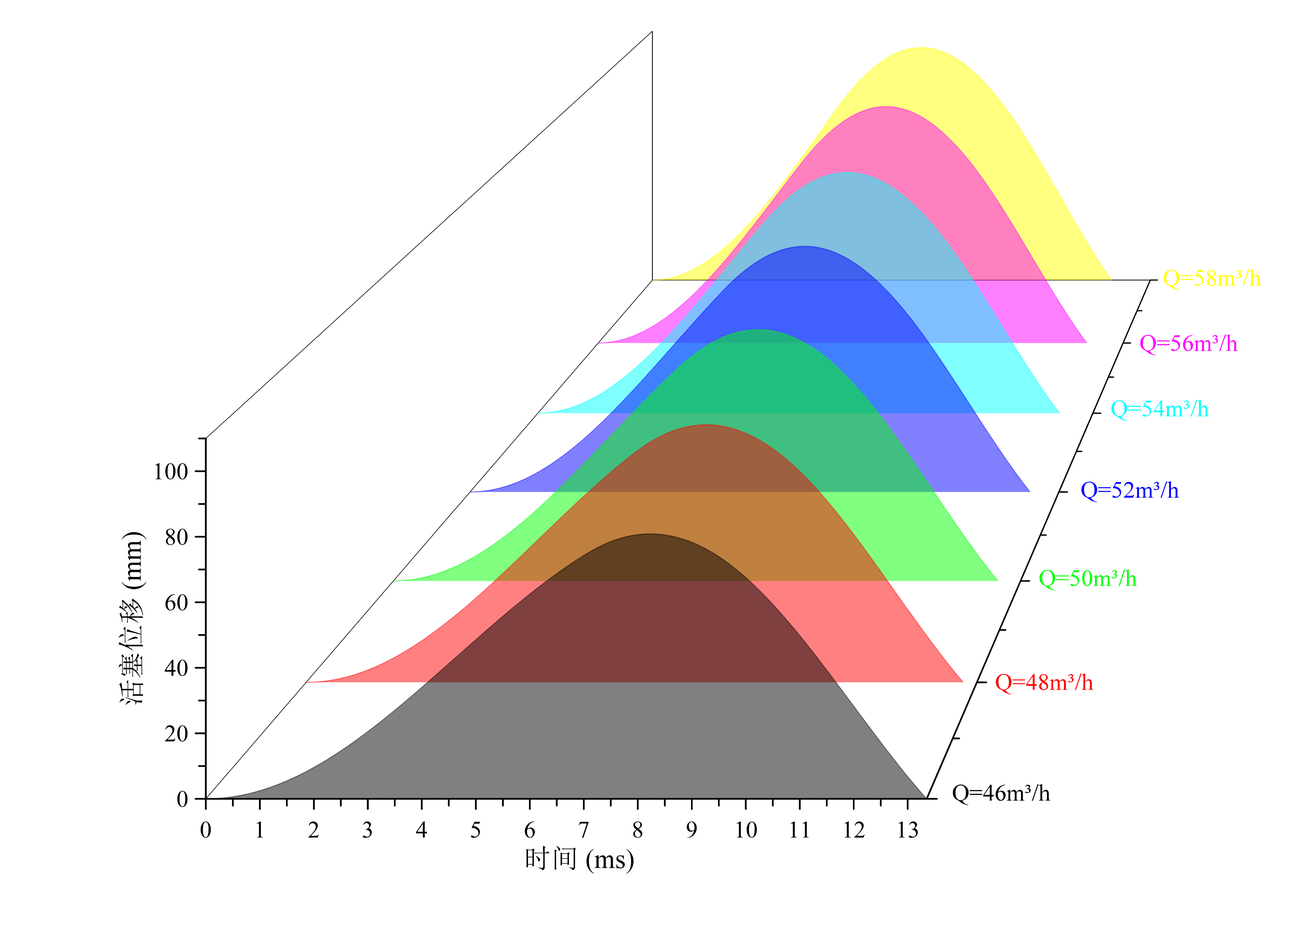 Q=58m³/h
Q=56m³/h
Q=54m³/h
Q=52m³/h
Q=50m³/h
Q=48m³/h
Q=46m³/h
100
80
60
40
20
0
活塞位移 (mm)
0 1 2 3 4 5 6 7 8 9 10 11 12 13
时间 (ms)